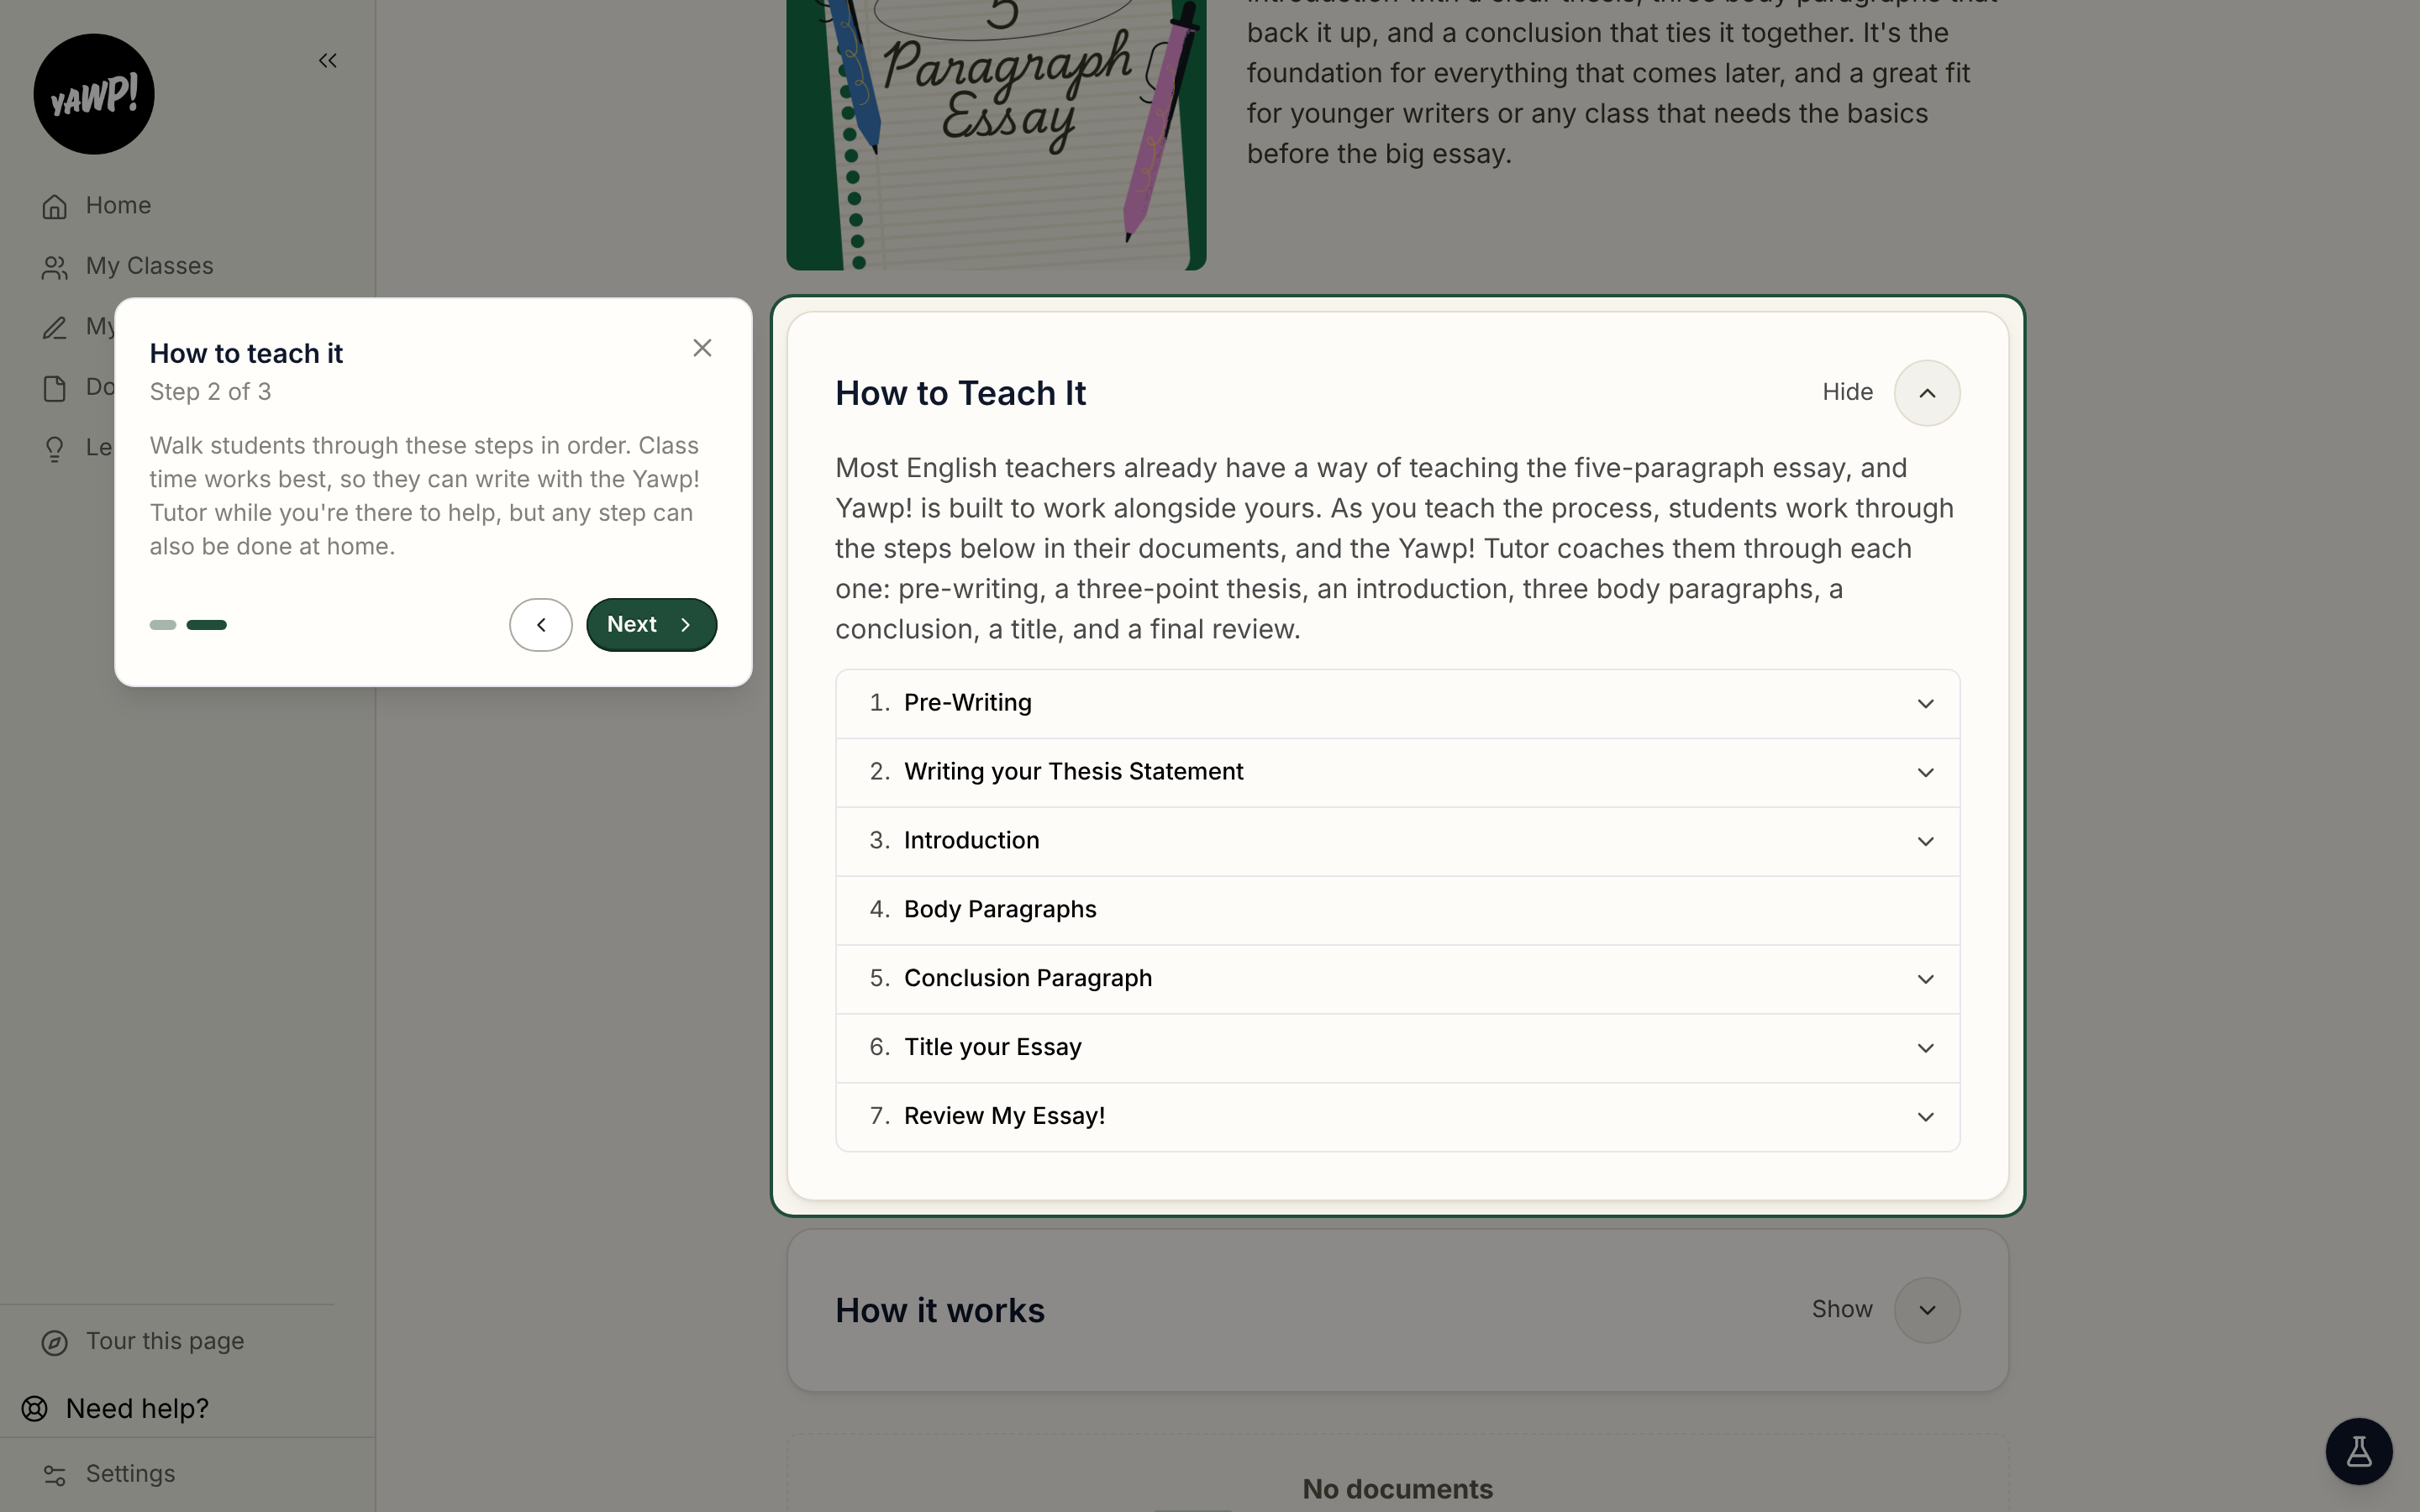 YAWP!
Home
My Classes
My
Do
Le
5
Paragraph
Essay
back it up, and a conclusion that ties it together. It's the
foundation for everything that comes later, and a great fit
for younger writers or any class that needs the basics
before the big essay.
How to teach it
Step 2 of 3
Walk students through these steps in order. Class
time works best, so they can write with the Yawp!
Tutor while you're there to help, but any step can
also be done at home.
Next
How to Teach It
Hide
Most English teachers already have a way of teaching the five-paragraph essay, and
Yawp! is built to work alongside yours. As you teach the process, students work through
the steps below in their documents, and the Yawp! Tutor coaches them through each
one: pre-writing, a three-point thesis, an introduction, three body paragraphs, a
conclusion, a title, and a final review.
1. Pre-Writing
2. Writing your Thesis Statement
3. Introduction
4. Body Paragraphs
5. Conclusion Paragraph
6. Title your Essay
7. Review My Essay!
How it works
Show
No documents
Tour this page
Need help?
Settings